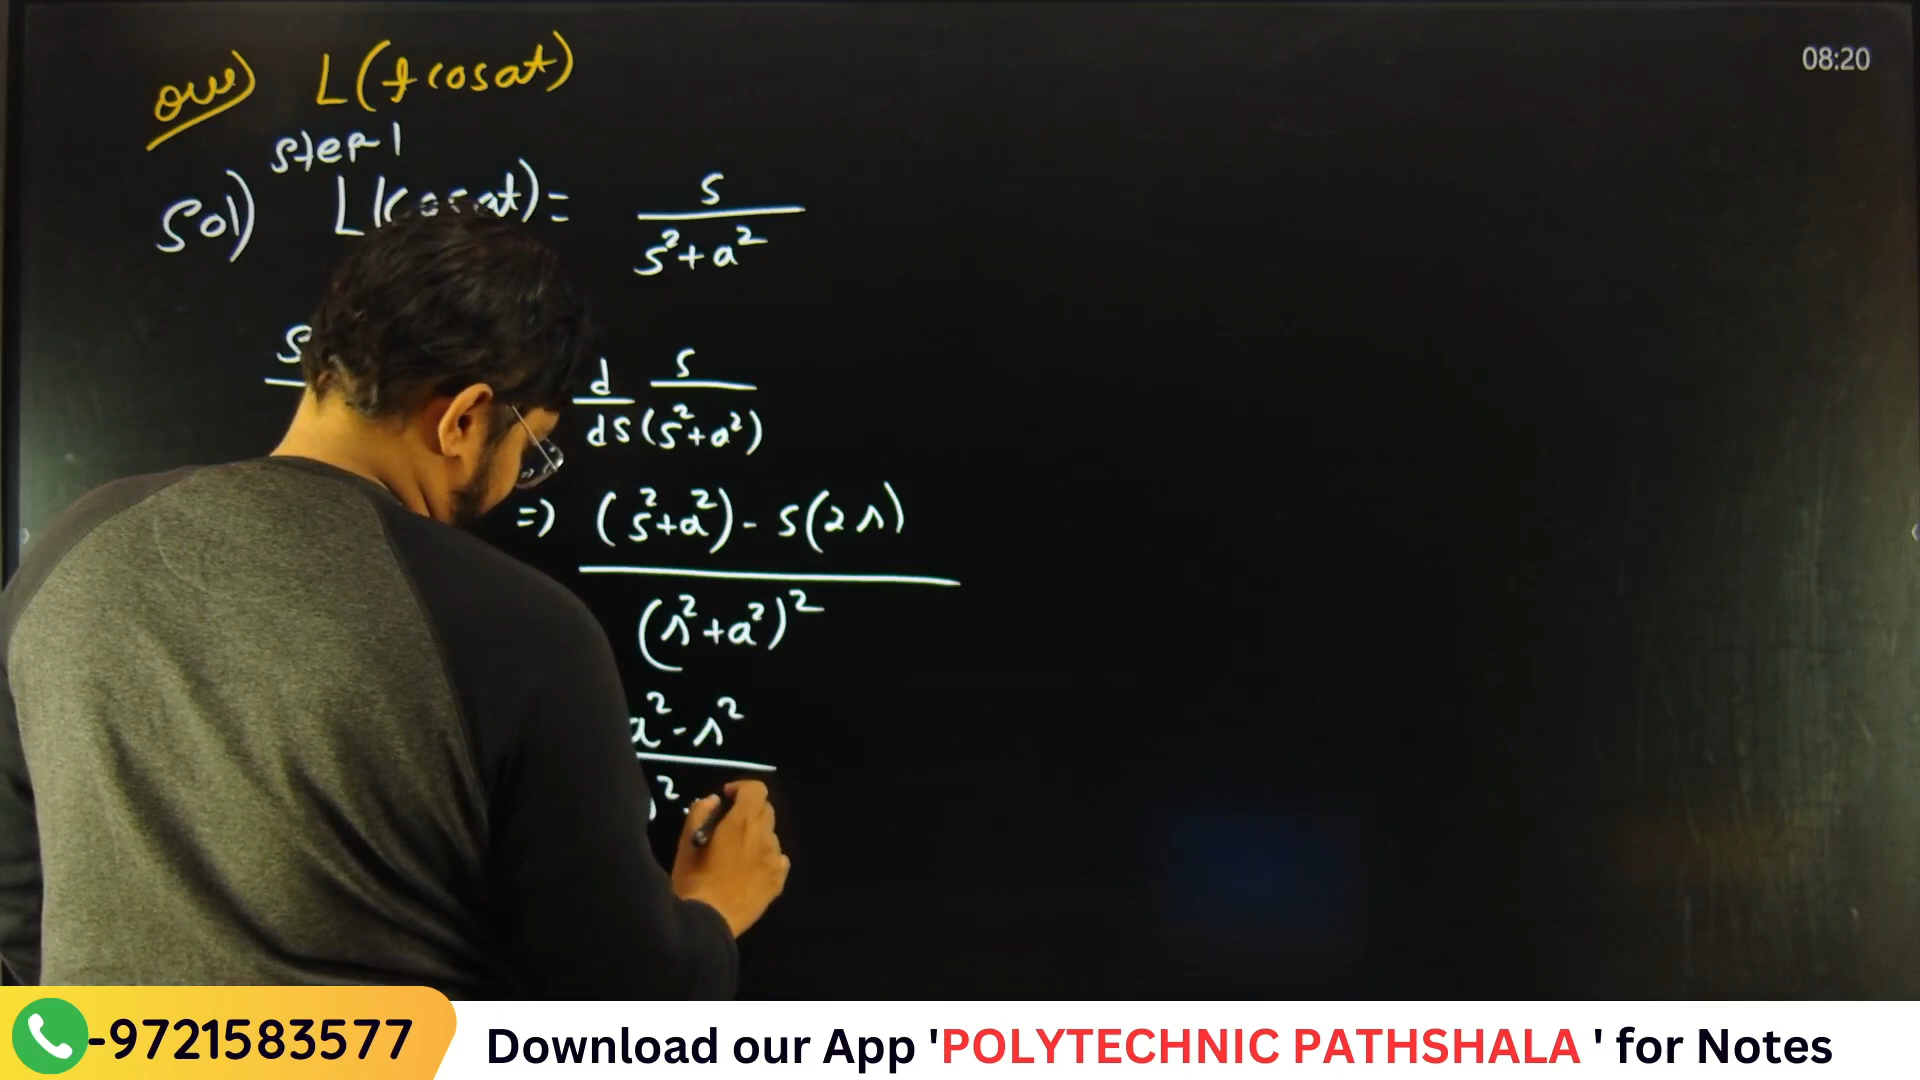 08:20
que) L(t cosat)
Step-1
Sol) L(cosat) = s / s²+a²
d/ds s/(s²+a²)
=) (s²+a²) - s(2s) / (s²+a²)²
a² - s²
-9721583577
Download our App 'POLYTECHNIC PATHSHALA ' for Notes